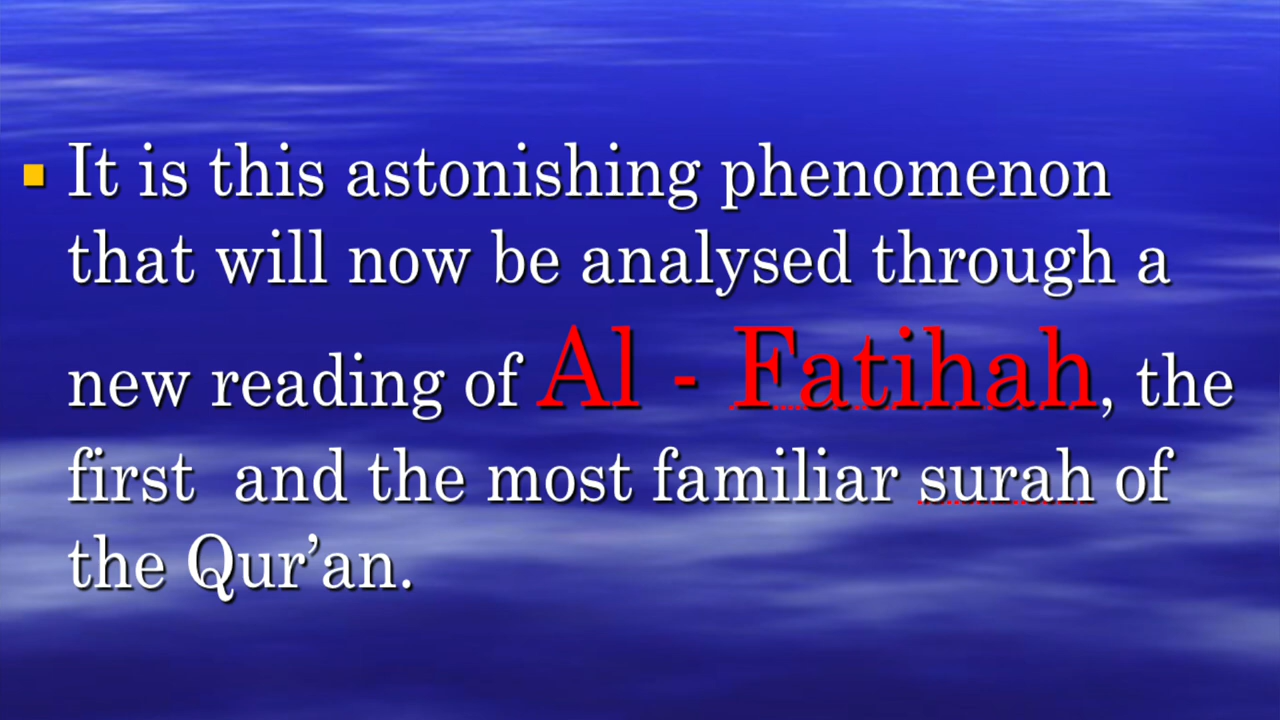 It is this astonishing phenomenon
that will now be analysed through a
new reading of Al - Fatihah, the
first  and the most familiar surah of
the Qur’an.